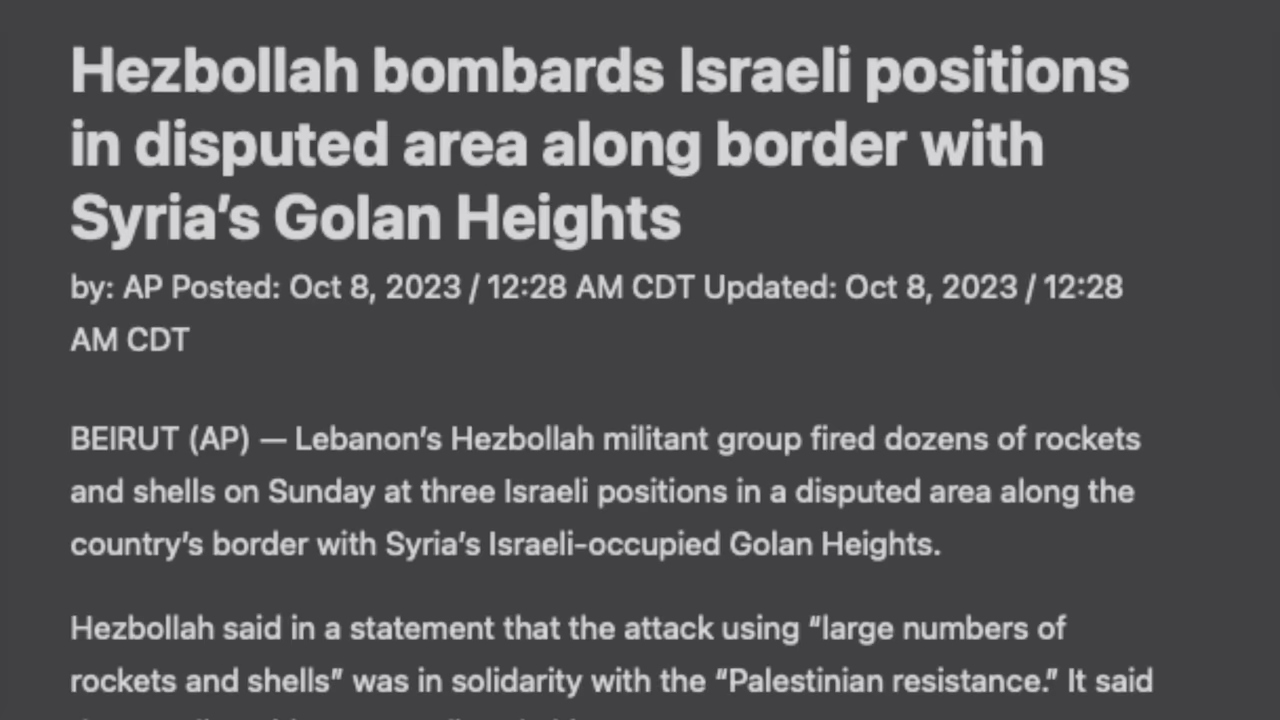 Hezbollah bombards Israeli positions
in disputed area along border with
Syria’s Golan Heights
by: AP Posted: Oct 8, 2023 / 12:28 AM CDT Updated: Oct 8, 2023 / 12:28
AM CDT
BEIRUT (AP) — Lebanon’s Hezbollah militant group fired dozens of rockets
and shells on Sunday at three Israeli positions in a disputed area along the
country’s border with Syria’s Israeli-occupied Golan Heights.
Hezbollah said in a statement that the attack using “large numbers of
rockets and shells” was in solidarity with the “Palestinian resistance.” It said